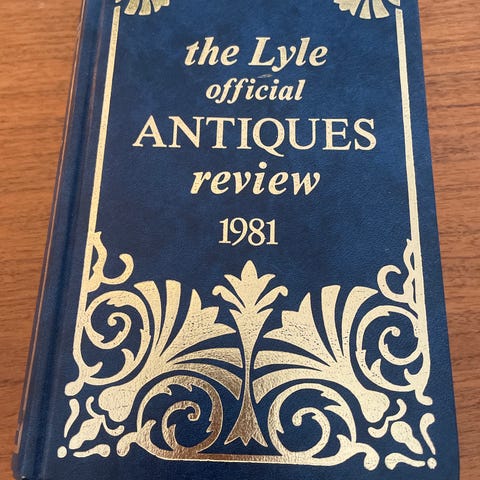 the Lyle
official
ANTIQUES
review
1981